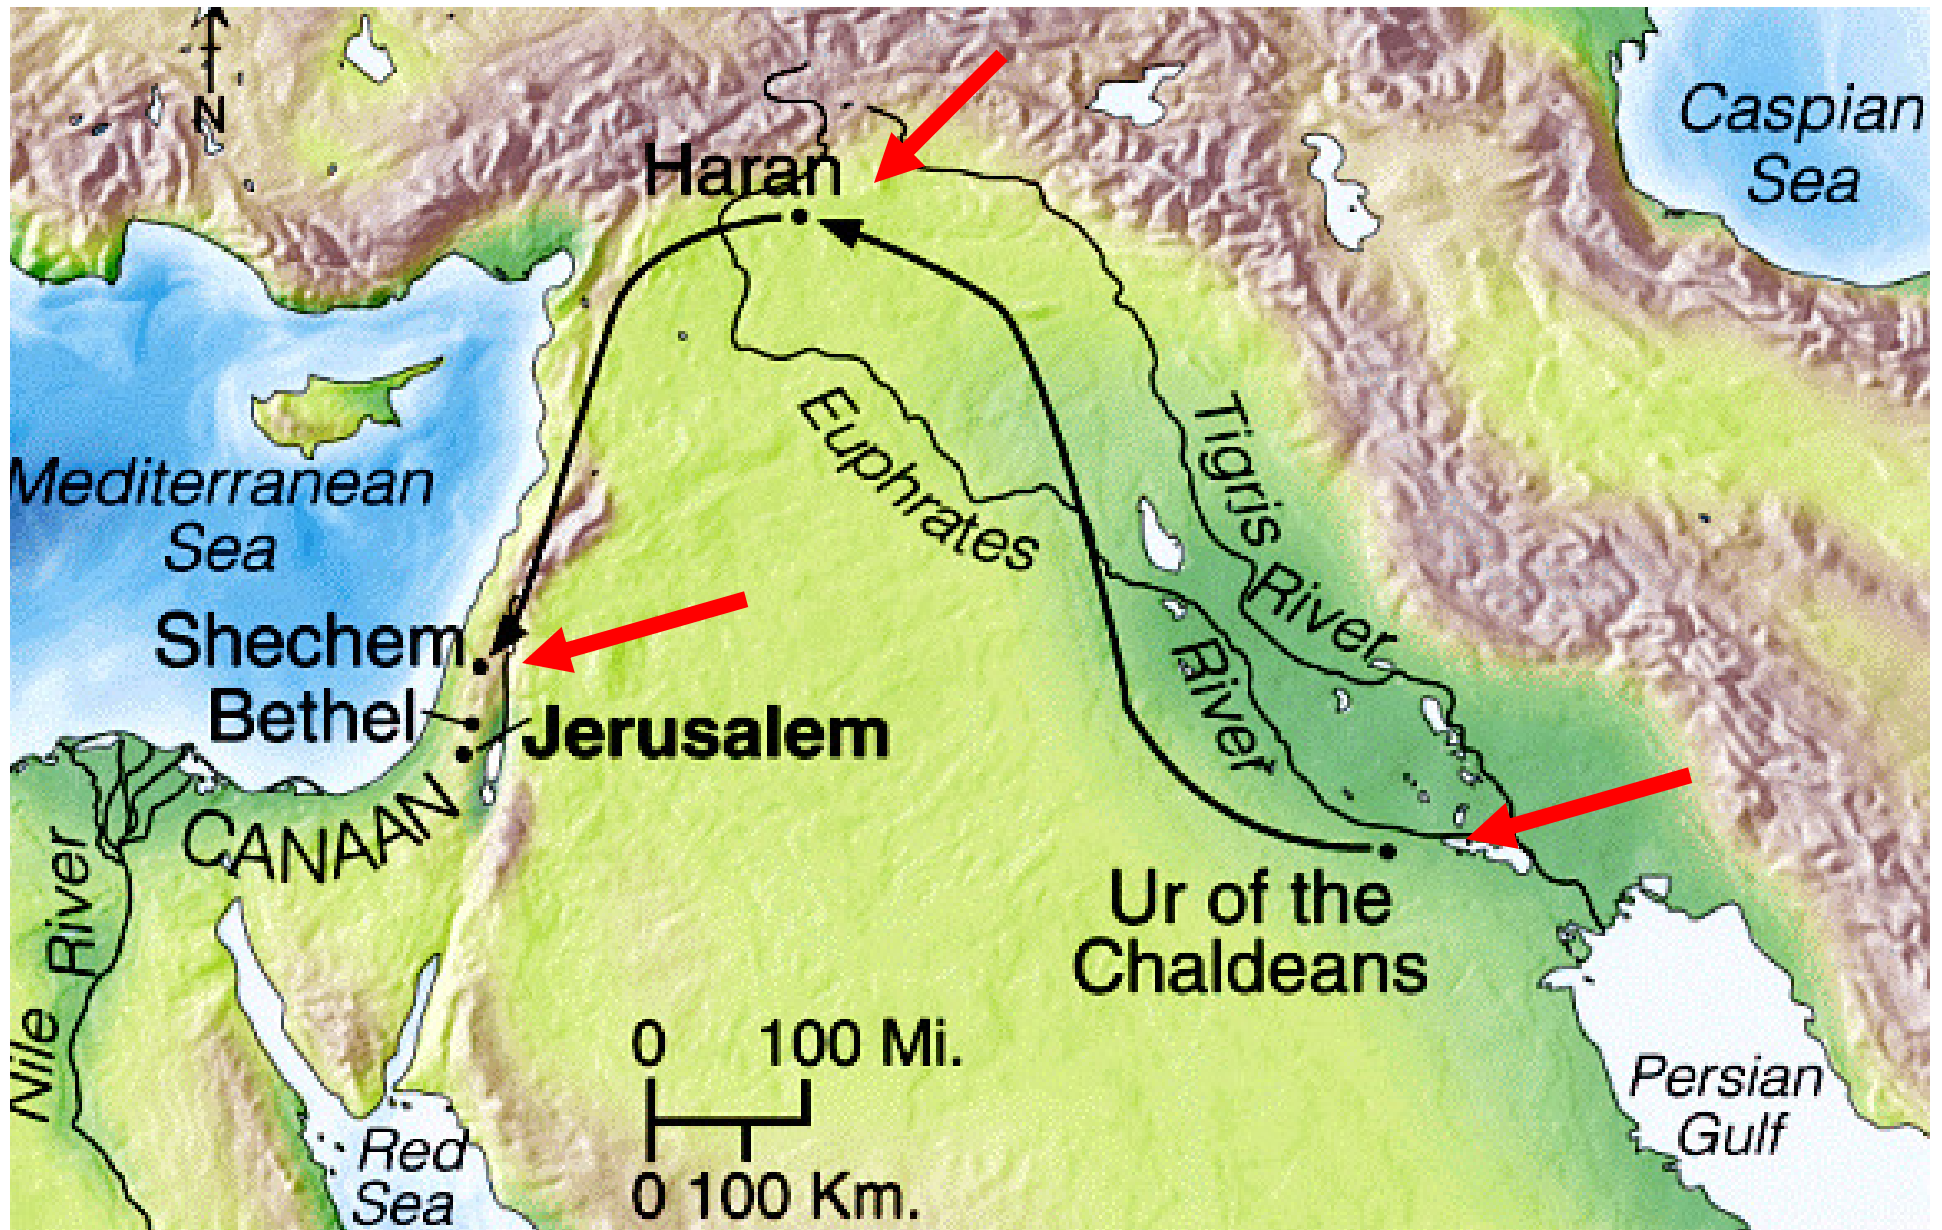 N
Caspian
Sea
Haran
Euphrates
River
Tigris
River
Mediterranean
Sea
Shechem
Bethel
Jerusalem
CANAAN
Ur of the
Chaldeans
Nile
River
0 100 Mi.
0 100 Km.
Red
Sea
Persian
Gulf